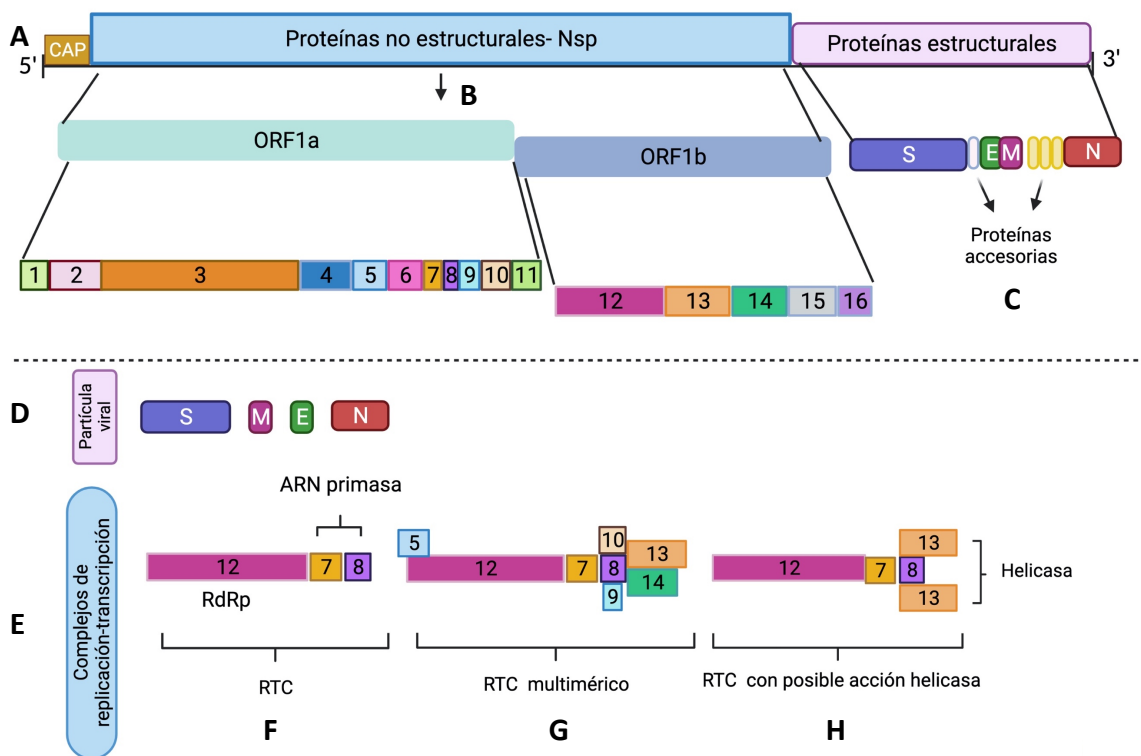 A
CAP
Proteínas no estructurales- Nsp
Proteínas estructurales
5'
3'
B
ORF1a
ORF1b
S
E
M
N
Proteínas
accesorias
C
1 2 3 4 5 6 7 8 9 10 11
12 13 14 15 16
D
Partícula
viral
S M E N
E
Complejos de
replicación-transcripción
ARN primasa
12 7 8
RdRp
RTC
F
5
12 7 8
10
13
14
9
RTC multimérico
G
12 7 8
13
13
Helicasa
RTC con posible acción helicasa
H